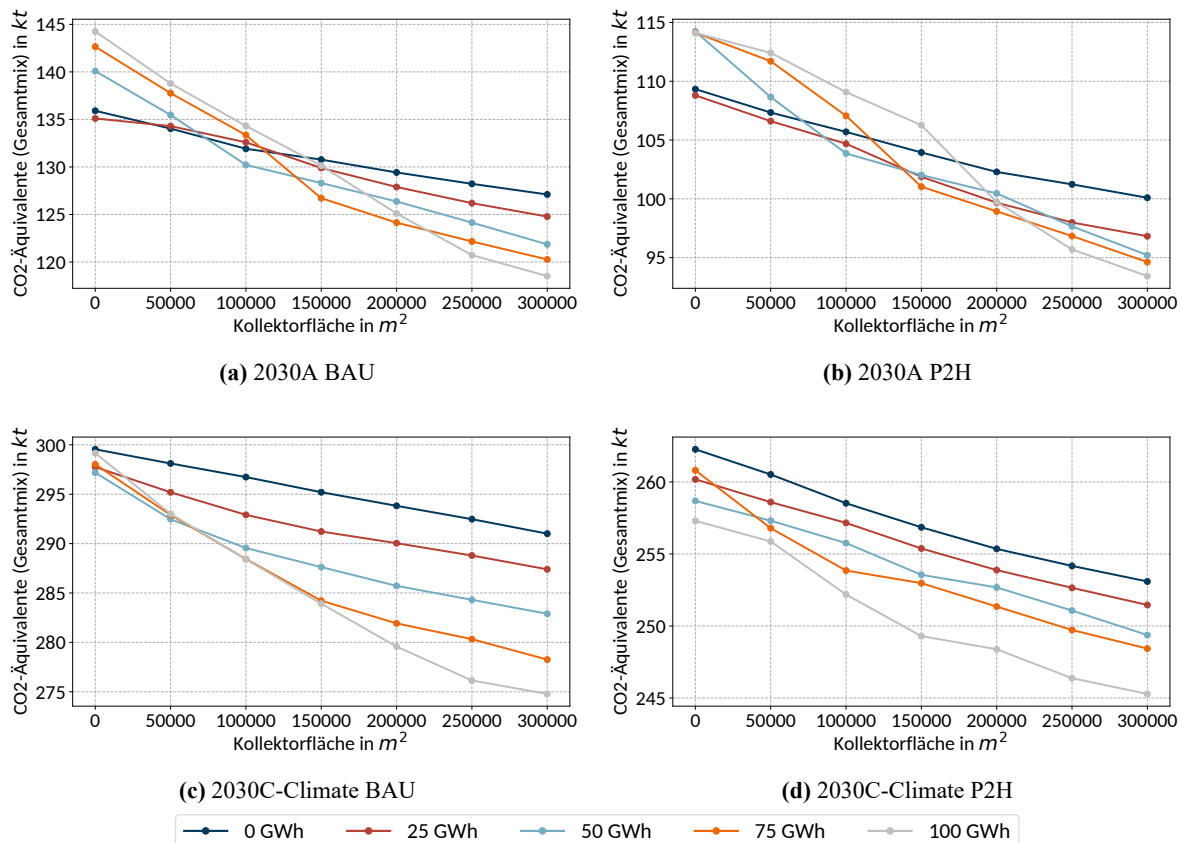 CO2-Äquivalente (Gesamtmix) in kt
145
140
135
130
125
120
0 50000 100000 150000 200000 250000 300000
Kollektorfläche in m²
(a) 2030A BAU
CO2-Äquivalente (Gesamtmix) in kt
115
110
105
100
95
0 50000 100000 150000 200000 250000 300000
Kollektorfläche in m²
(b) 2030A P2H
CO2-Äquivalente (Gesamtmix) in kt
300
295
290
285
280
275
0 50000 100000 150000 200000 250000 300000
Kollektorfläche in m²
(c) 2030C-Climate BAU
CO2-Äquivalente (Gesamtmix) in kt
260
255
250
245
0 50000 100000 150000 200000 250000 300000
Kollektorfläche in m²
(d) 2030C-Climate P2H
0 GWh 25 GWh 50 GWh 75 GWh 100 GWh